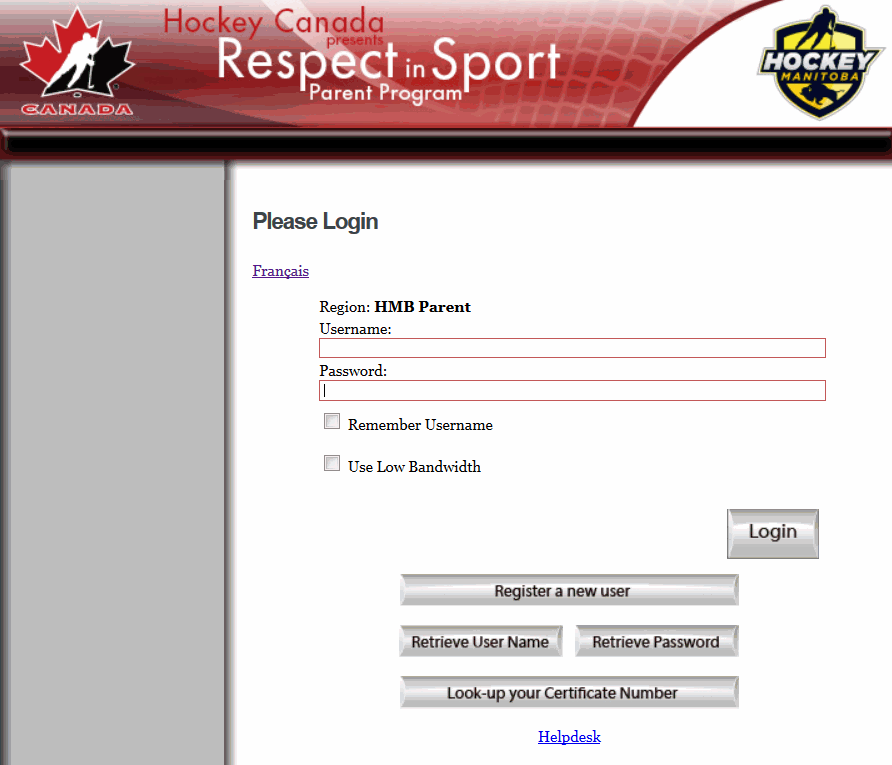 Hockey Canada
presents
Respect in Sport
Parent Program
CANADA
HOCKEY
MANITOBA
Please Login
Français
Region: HMB Parent
Username:
Password:
Remember Username
Use Low Bandwidth
Login
Register a new user
Retrieve User Name
Retrieve Password
Look-up your Certificate Number
Helpdesk